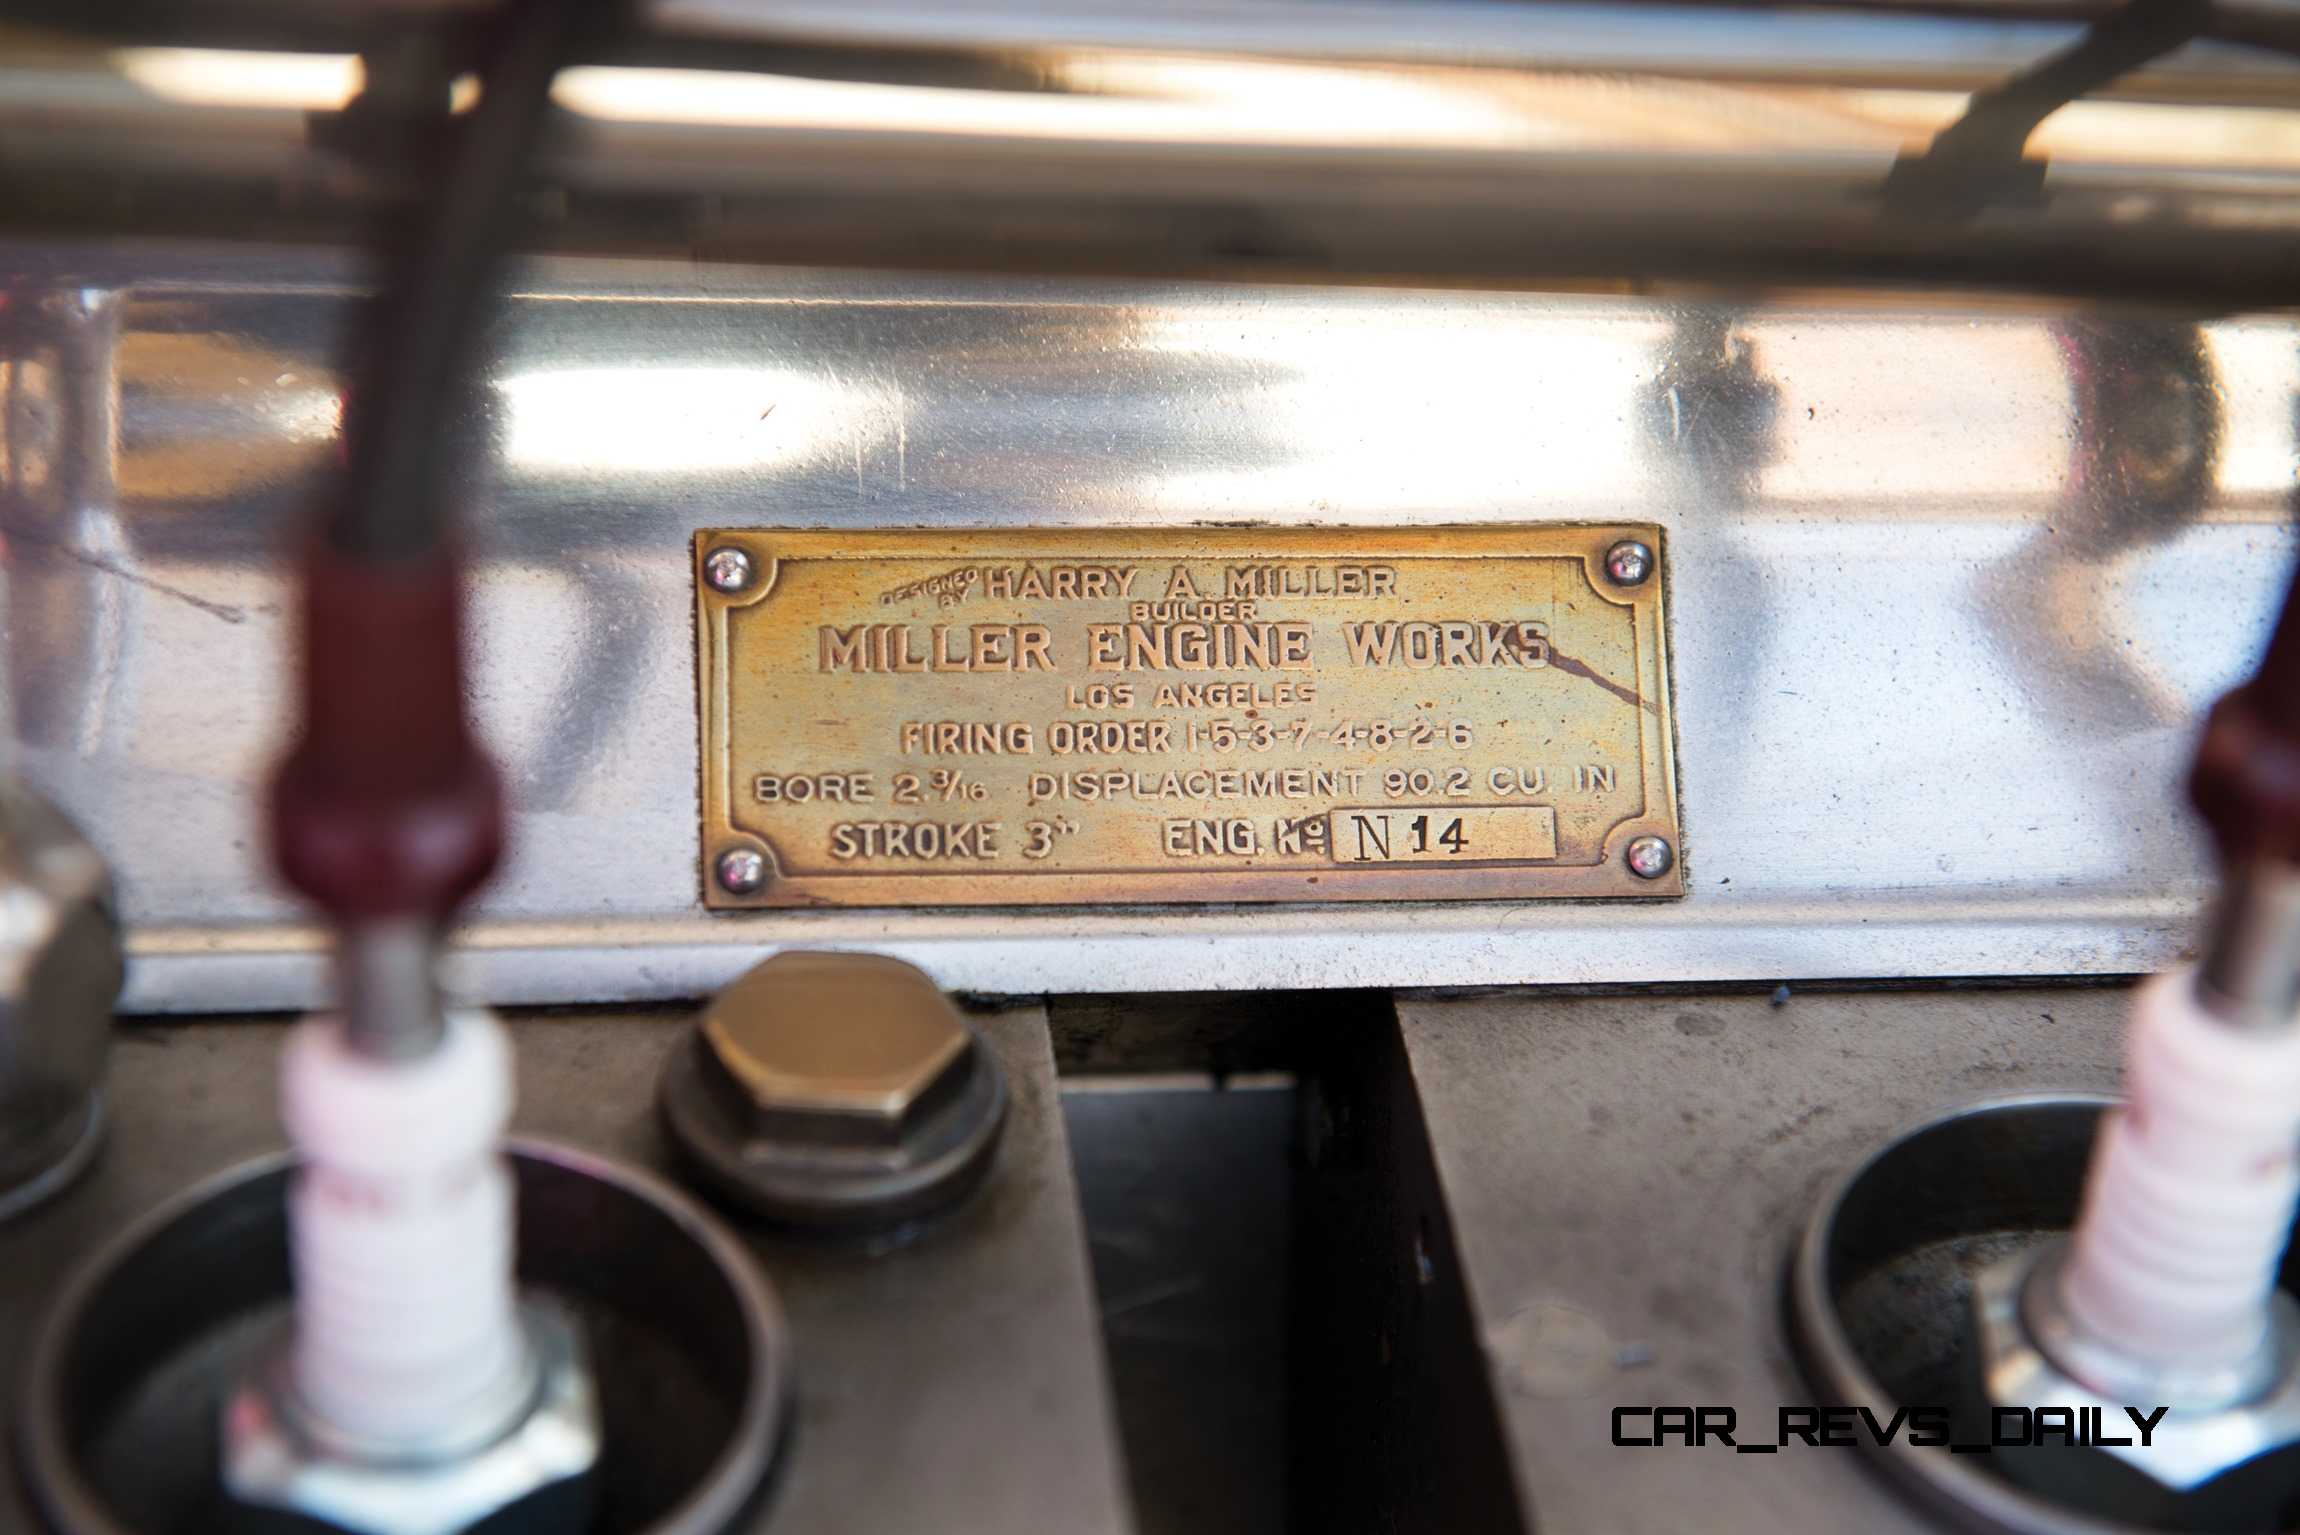 DESIGNED BY HARRY A. MILLER
BUILDER
MILLER ENGINE WORKS
LOS ANGELES
FIRING ORDER 1-5-3-7-4-8-2-6
BORE 2.3/16 DISPLACEMENT 90.2 CU. IN
STROKE 3" ENG. No. N 14
CAR_REVS_DAILY